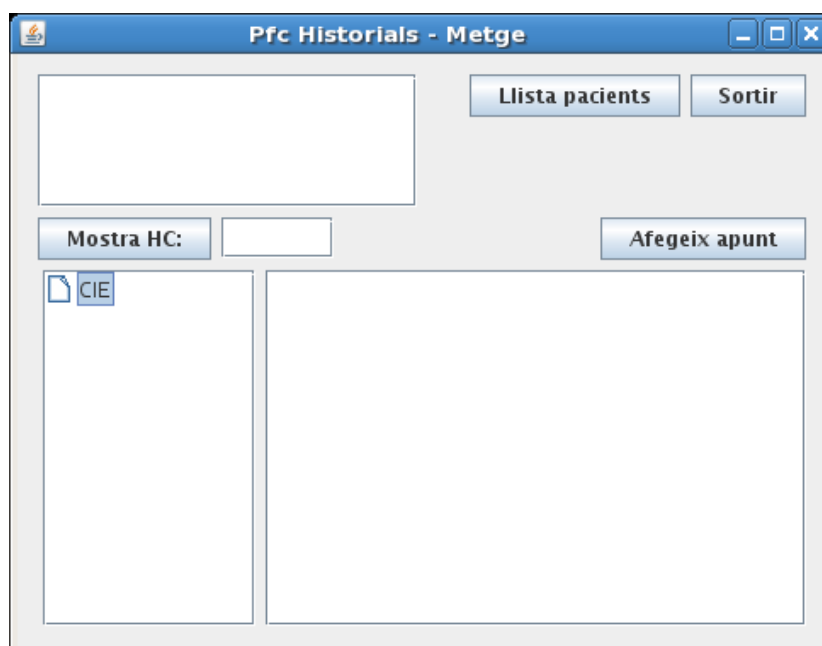 Pfc Historials - Metge
Llista pacients Sortir
Mostra HC: Afegeix apunt
CIE